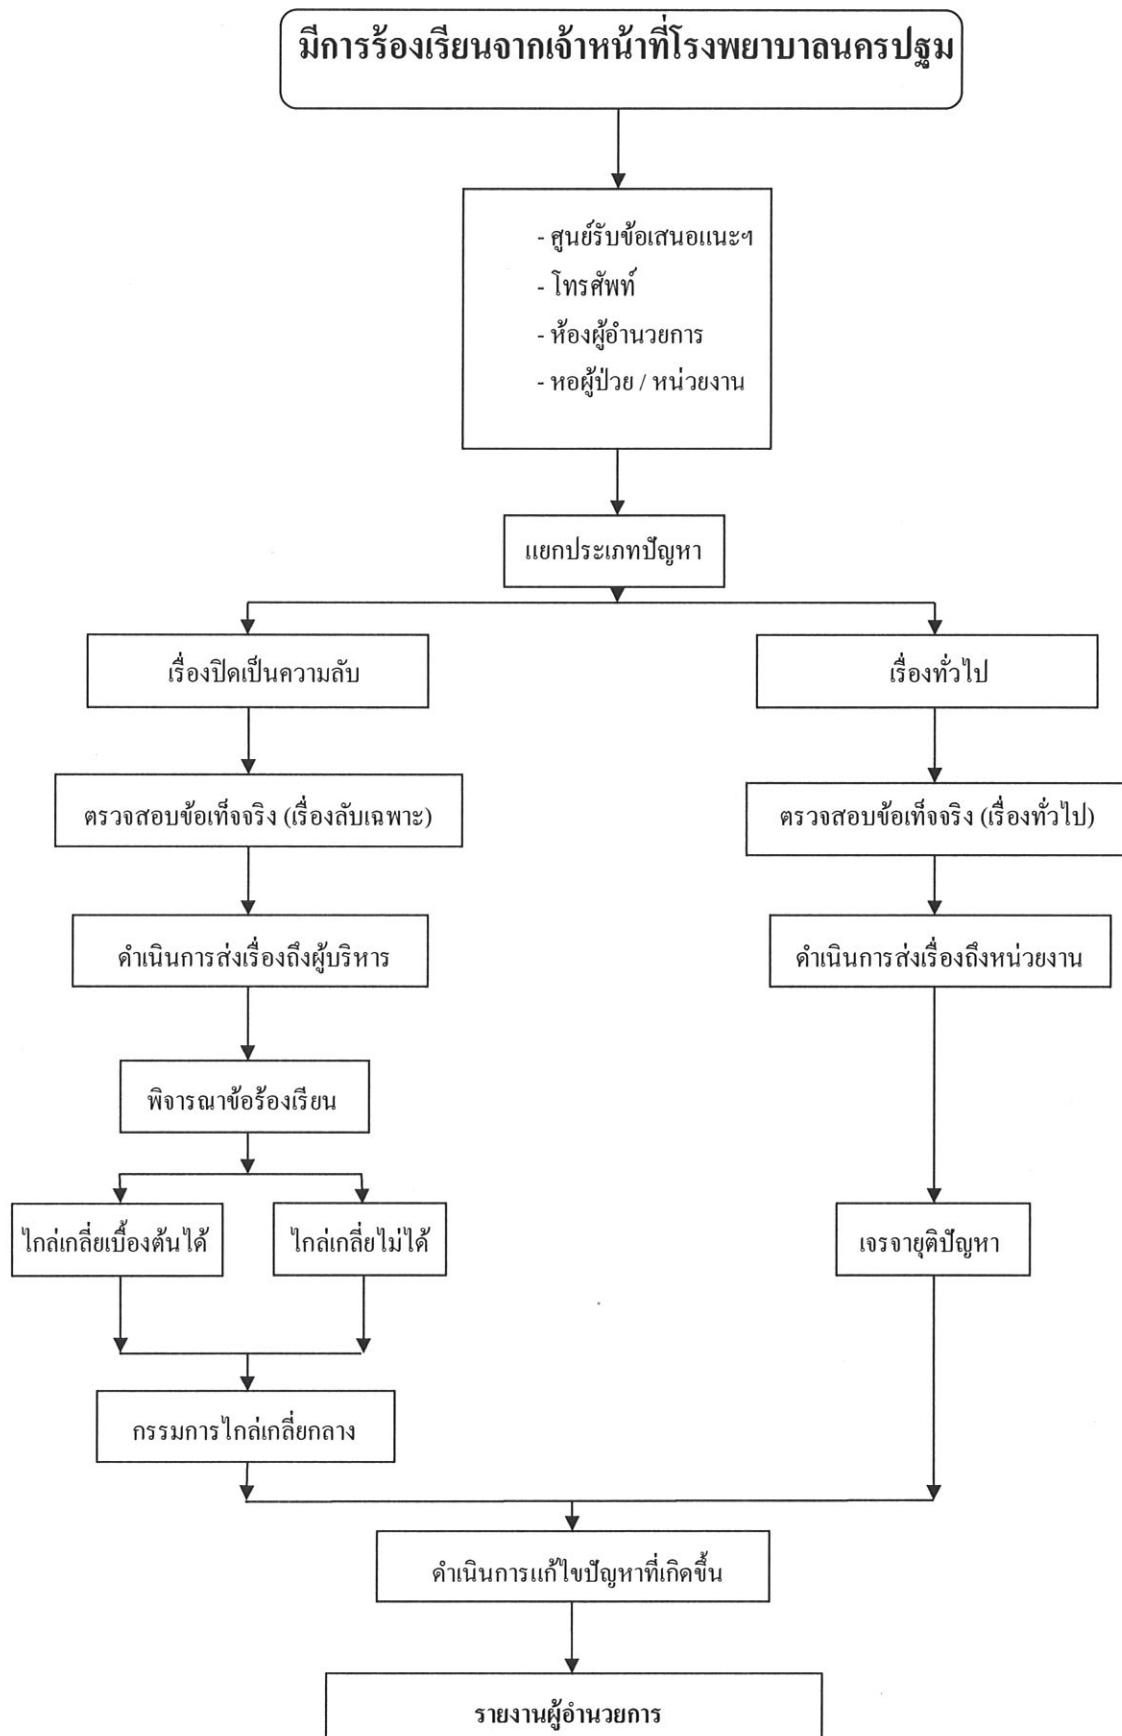 มีการร้องเรียนจากเจ้าหน้าที่โรงพยาบาลนครปฐม
- ศูนย์รับข้อเสนอแนะฯ
- โทรศัพท์
- ห้องผู้อำนวยการ
- หอผู้ป่วย / หน่วยงาน
แยกประเภทปัญหา
เรื่องปิดเป็นความลับ
เรื่องทั่วไป
ตรวจสอบข้อเท็จจริง (เรื่องลับเฉพาะ)
ตรวจสอบข้อเท็จจริง (เรื่องทั่วไป)
ดำเนินการส่งเรื่องถึงผู้บริหาร
ดำเนินการส่งเรื่องถึงหน่วยงาน
พิจารณาข้อร้องเรียน
ไกล่เกลี่ยเบื้องต้นได้
ไกล่เกลี่ยไม่ได้
เจรจายุติปัญหา
กรรมการไกล่เกลี่ยกลาง
ดำเนินการแก้ไขปัญหาที่เกิดขึ้น
รายงานผู้อำนวยการ